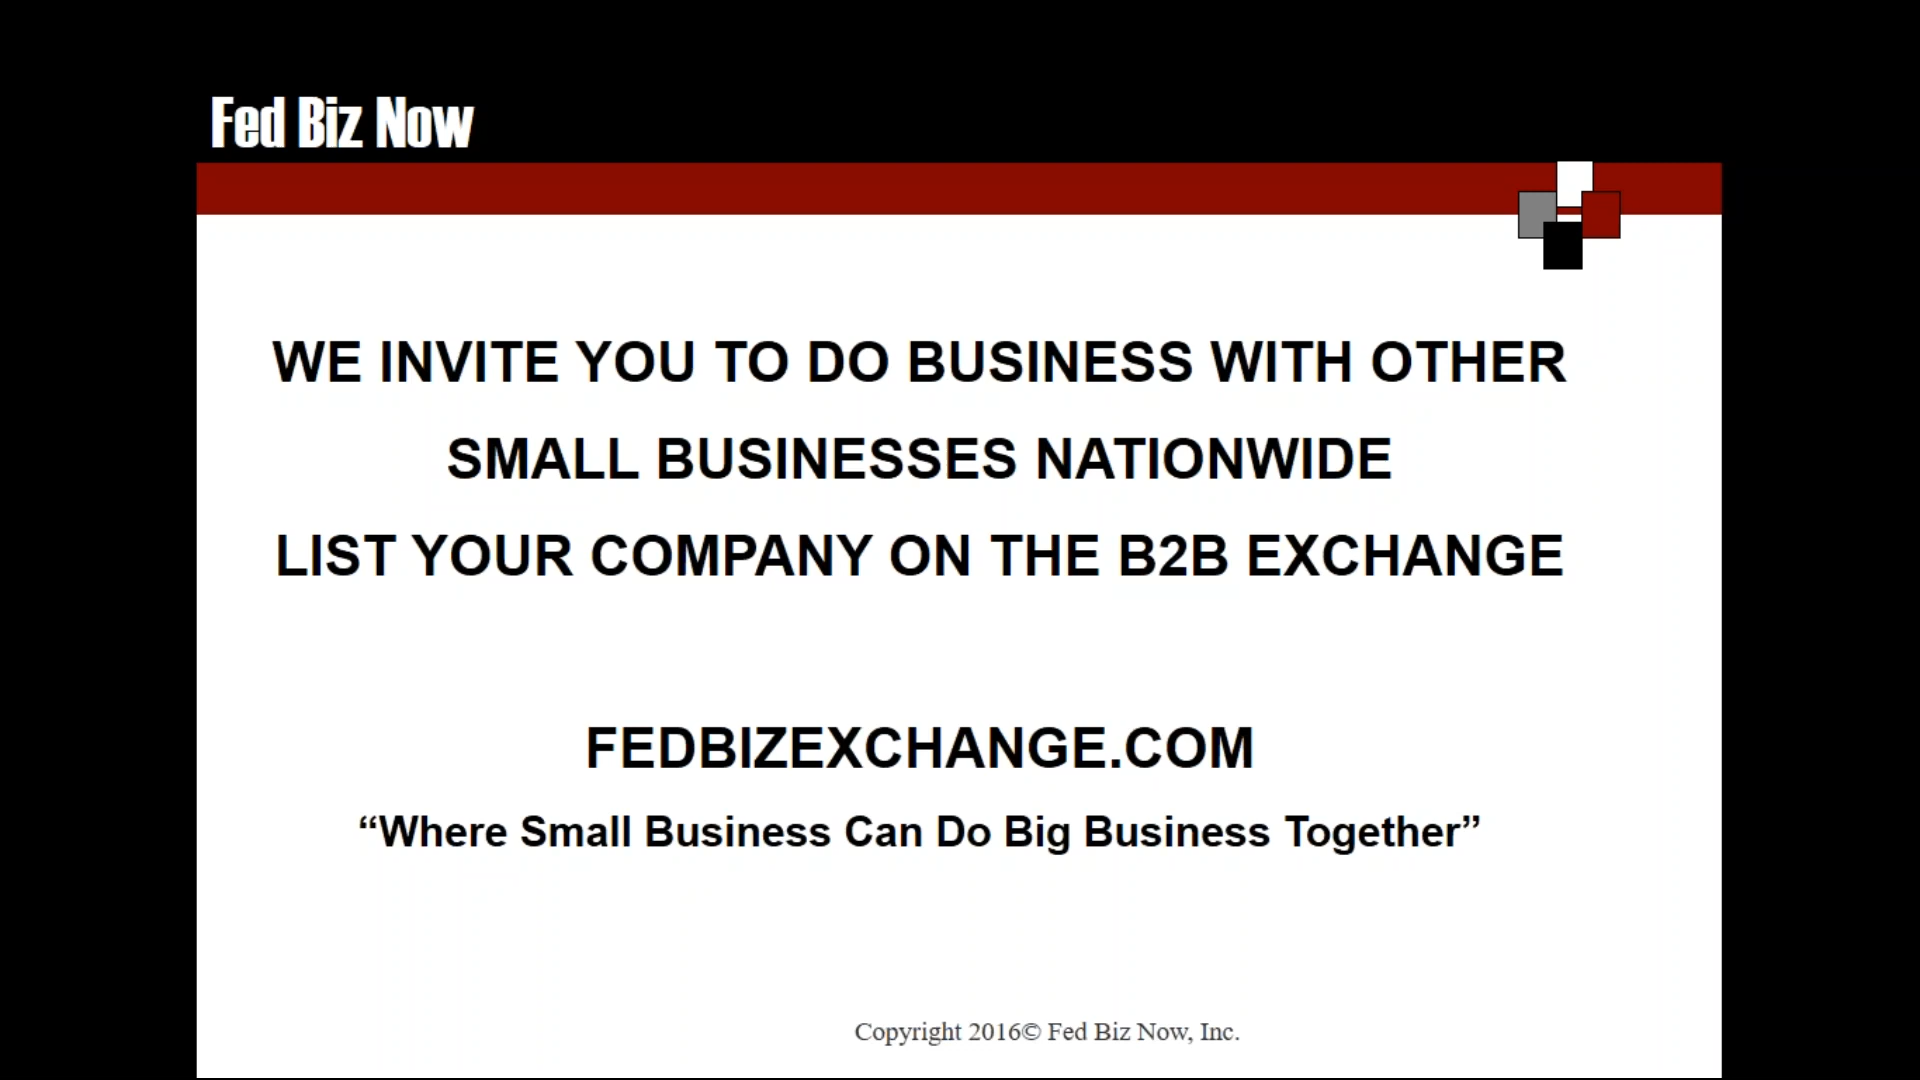 Fed Biz Now
WE INVITE YOU TO DO BUSINESS WITH OTHER
SMALL BUSINESSES NATIONWIDE
LIST YOUR COMPANY ON THE B2B EXCHANGE
FEDBIZEXCHANGE.COM
“Where Small Business Can Do Big Business Together”
Copyright 2016© Fed Biz Now, Inc.